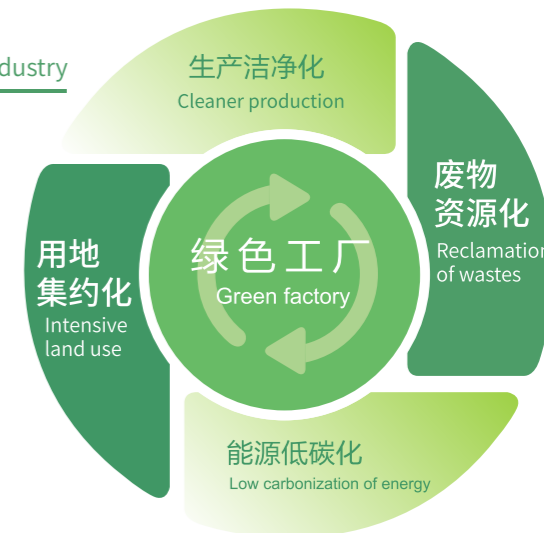 dustry
生产洁净化
Cleaner production
废物
资源化
Reclamation
of wastes
用地
集约化
Intensive
land use
绿色工厂
Green factory
能源低碳化
Low carbonization of energy